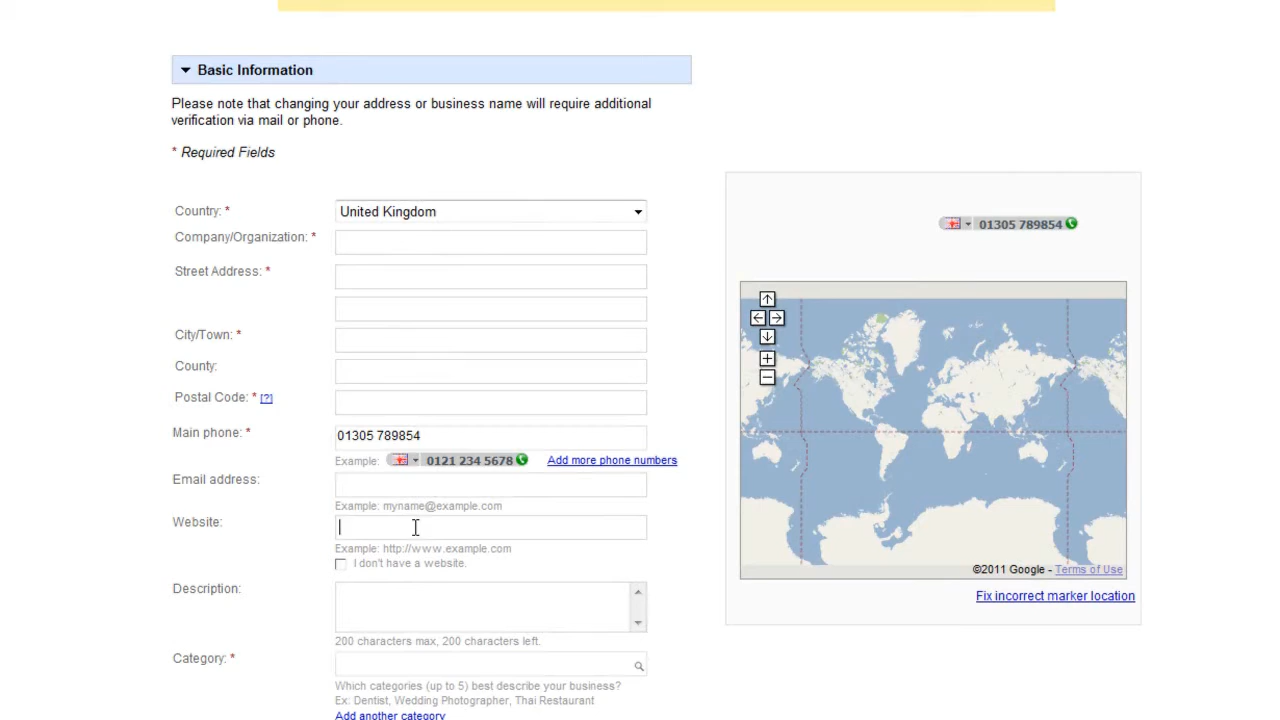 Basic Information
Please note that changing your address or business name will require additional
verification via mail or phone.
* Required Fields
Country: *
United Kingdom
Company/Organization: *
Street Address: *
City/Town: *
County:
Postal Code: * [?]
Main phone: *
01305 789854
Example: 0121 234 5678 Add more phone numbers
Email address:
Example: myname@example.com
Website:
Example: http://www.example.com
I don't have a website.
Description:
200 characters max, 200 characters left.
Category: *
Which categories (up to 5) best describe your business?
Ex: Dentist, Wedding Photographer, Thai Restaurant
Add another category
01305 789854
©2011 Google - Terms of Use
Fix incorrect marker location